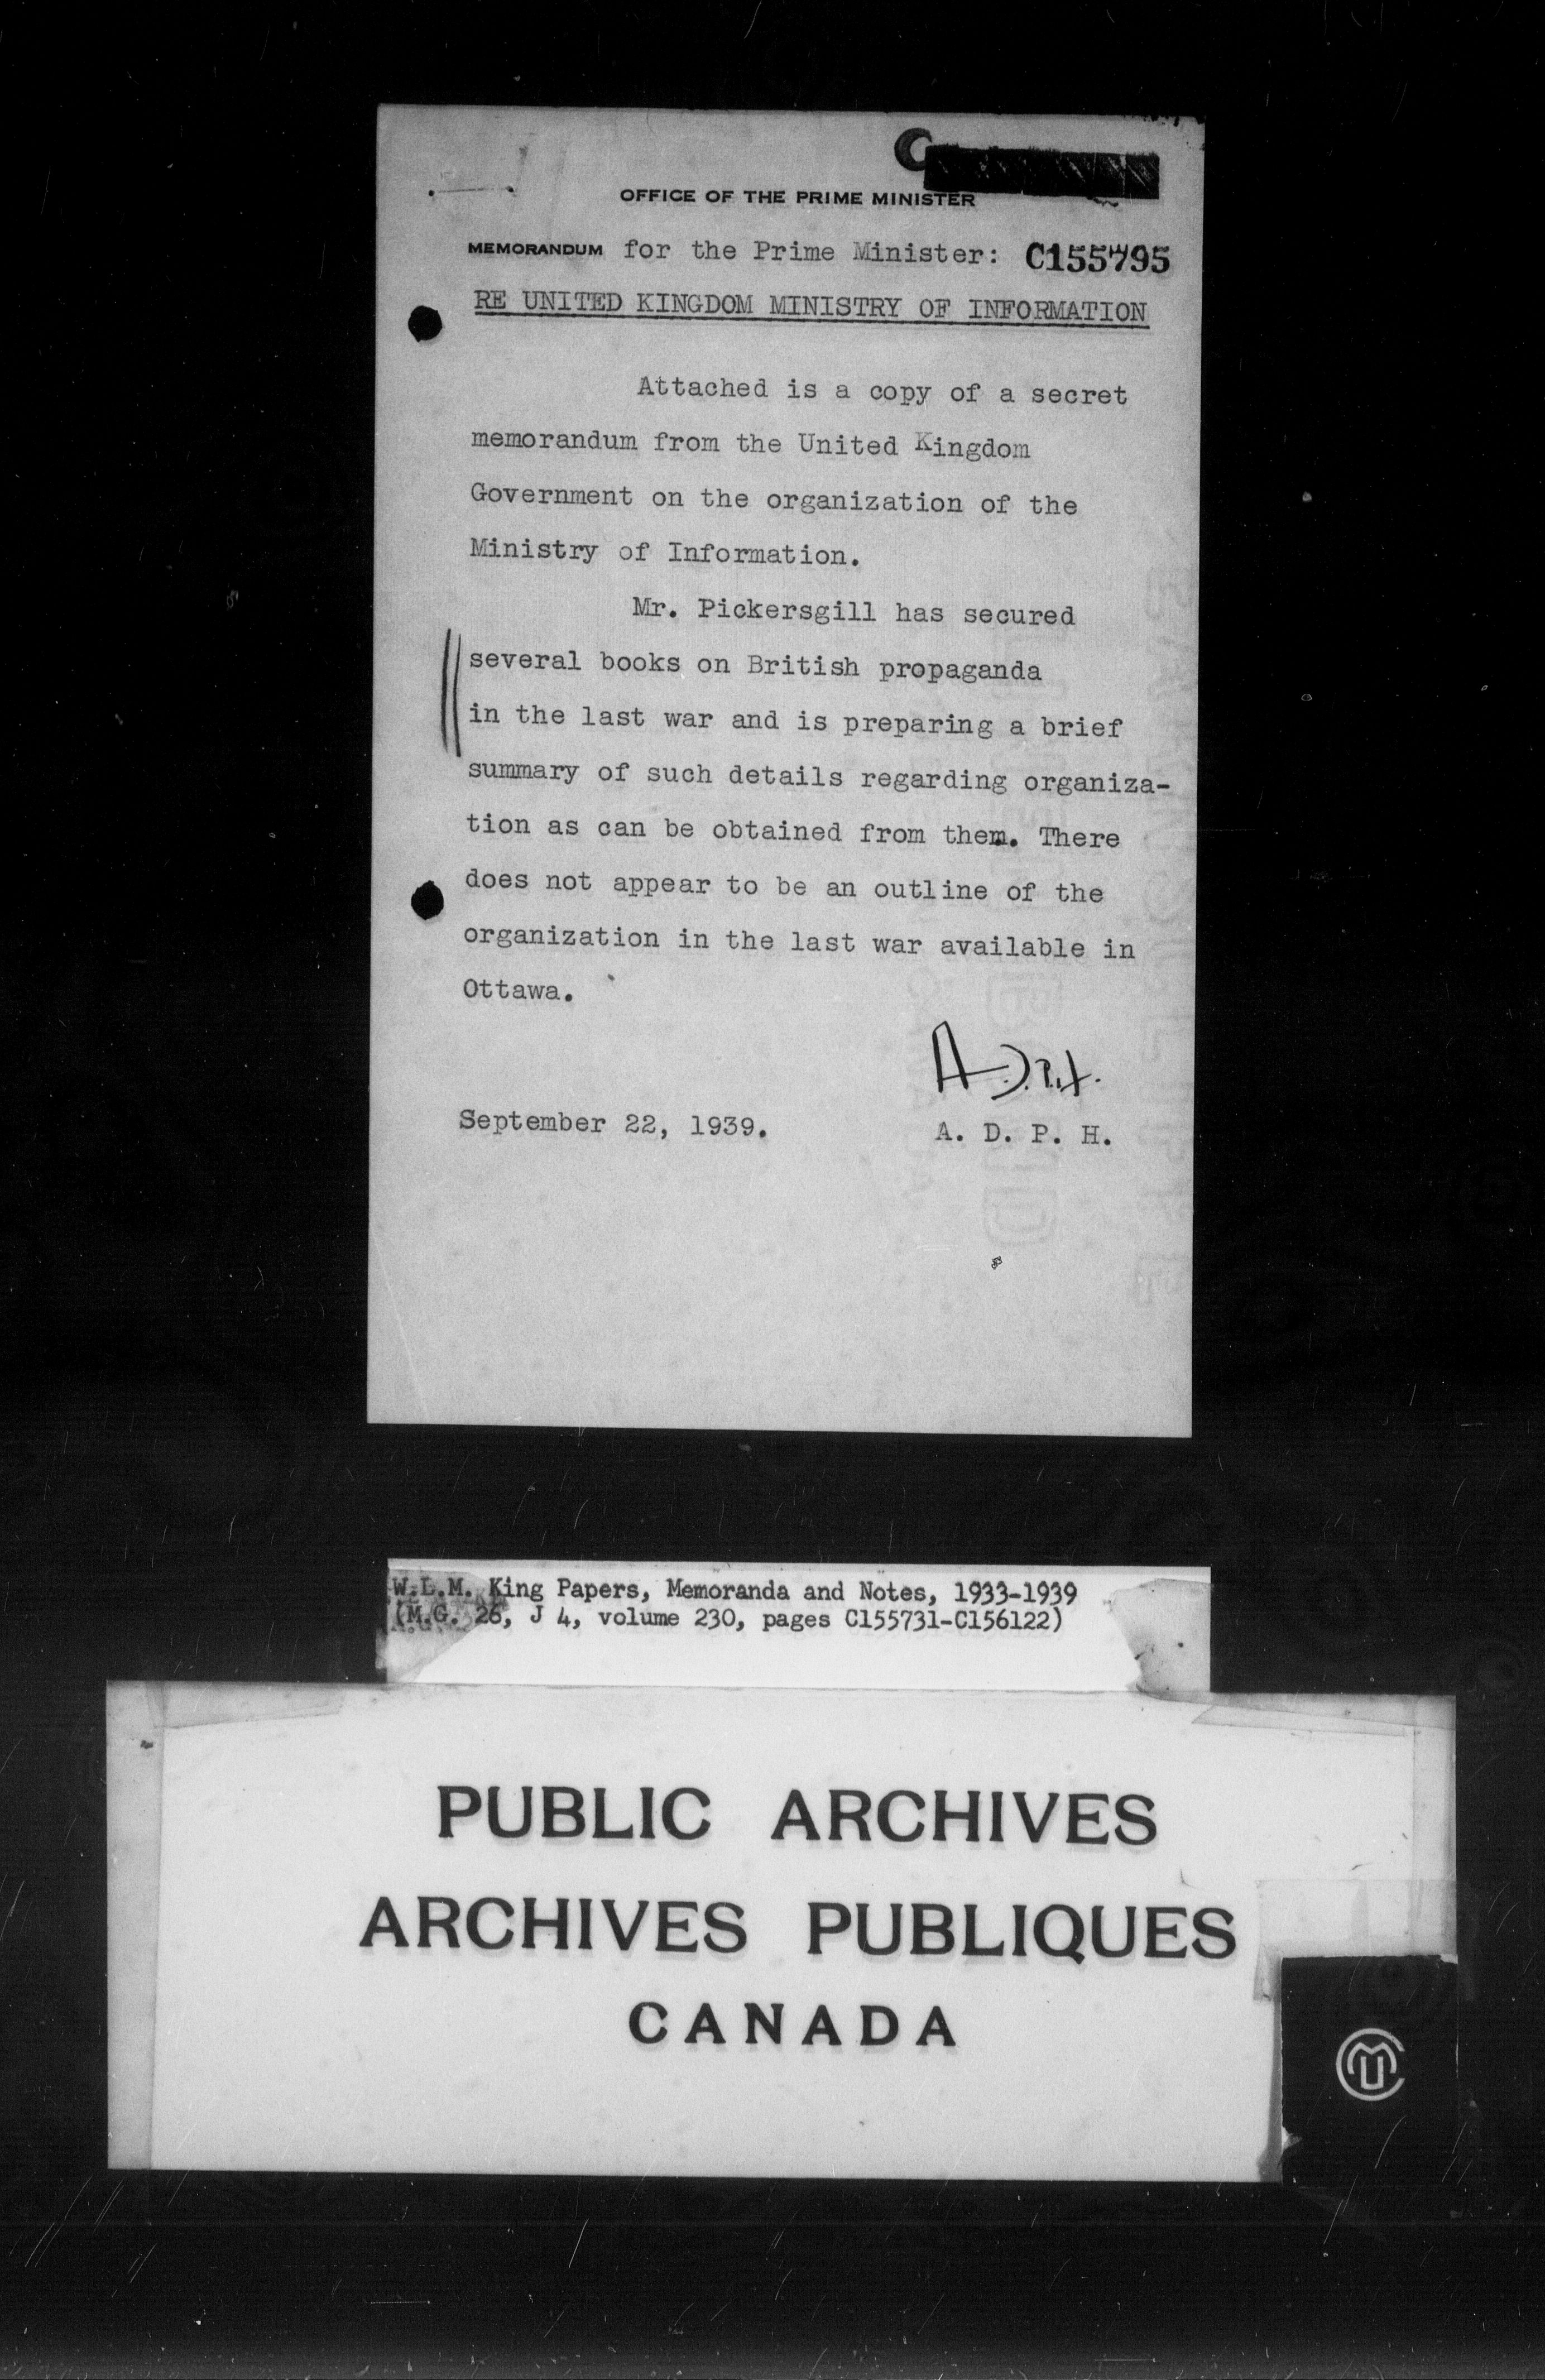 C
OFFICE OF THE PRIME MINISTER
MEMORANDUM for the Prime Minister: C155795
RE UNITED KINGDOM MINISTRY OF INFORMATION
Attached is a copy of a secret
memorandum from the United Kingdom
Government on the organization of the
Ministry of Information.
Mr. Pickersgill has secured
several books on British propaganda
in the last war and is preparing a brief
summary of such details regarding organiza-
tion as can be obtained from them. There
does not appear to be an outline of the
organization in the last war available in
Ottawa.
A.D.P.H.
September 22, 1939. A. D. P. H.
W.L.M. King Papers, Memoranda and Notes, 1933-1939
(M.G. 26, J 4, volume 230, pages C155731-C156122)
PUBLIC ARCHIVES
ARCHIVES PUBLIQUES
CANADA